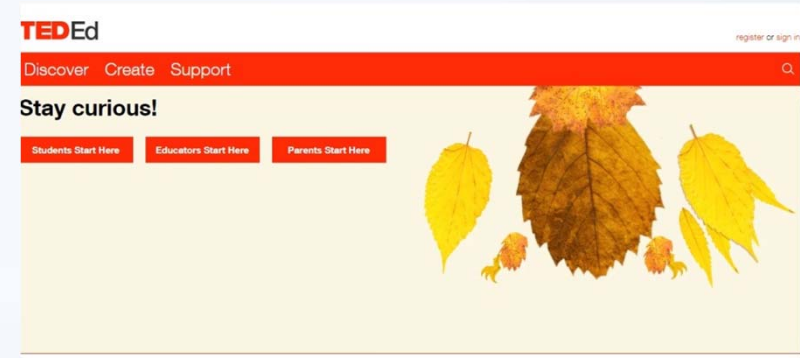 TEDEd
register or sign in
Discover Create Support
Stay curious!
Students Start Here Educators Start Here Parents Start Here